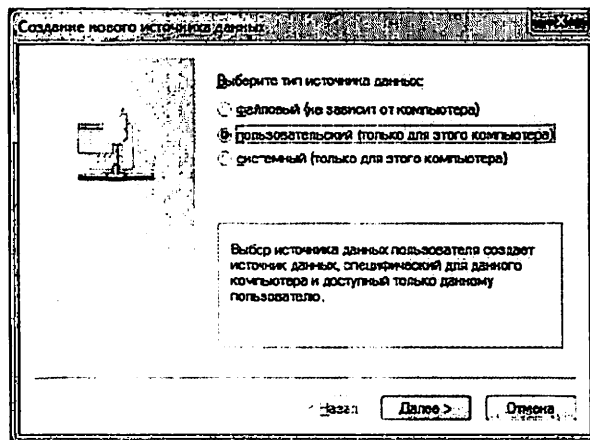 Создание нового источника данных
Выберите тип источника данных:
файловый (не зависит от компьютера)
пользовательский (только для этого компьютера)
системный (только для этого компьютера)
Выбор источника данных пользователя создает
источник данных, специфический для данного
компьютера и доступный только данному
пользователю.
< Назад
Далее >
Отмена